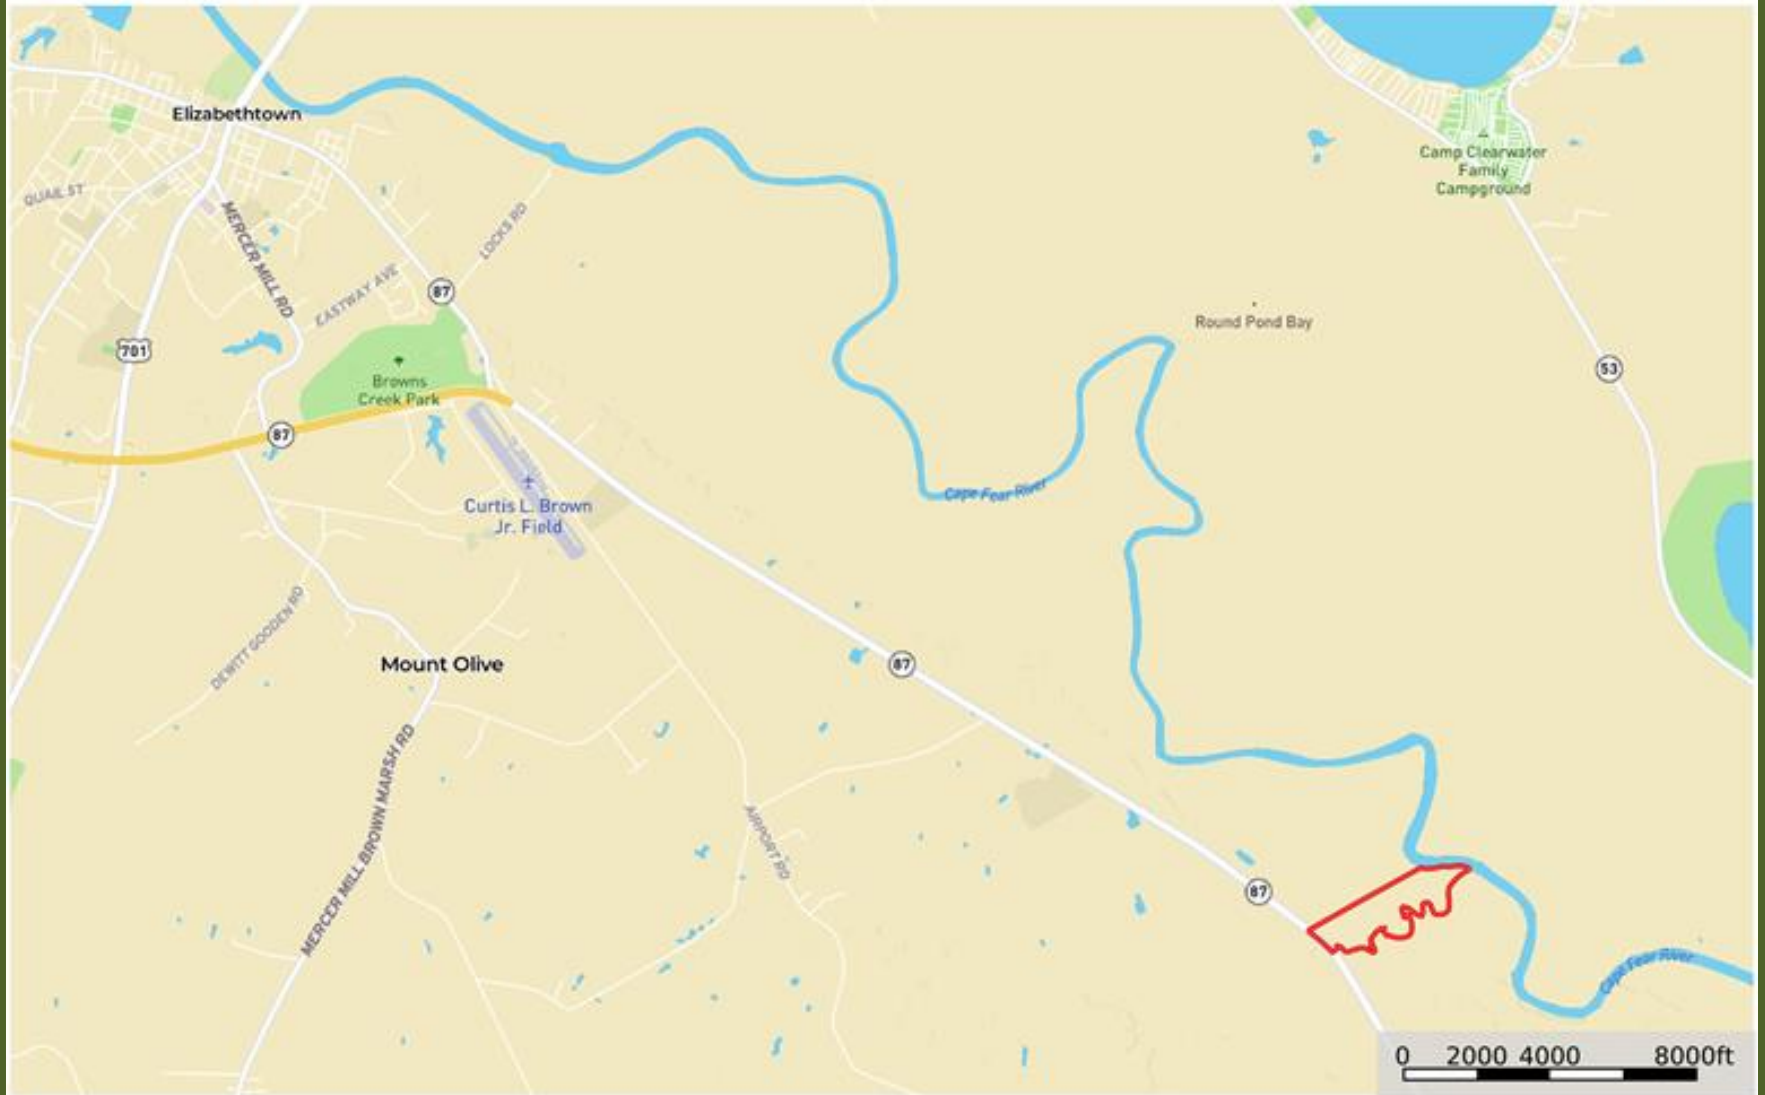 Elizabethtown
QUAIL ST
MERCER MILL RD
LOCKS RD
EASTWAY AVE
87
701
Browns
Creek Park
87
Curtis L. Brown
Jr. Field
Camp Clearwater
Family
Campground
Round Pond Bay
53
Cape Fear River
DEWITT GOODEN RD
Mount Olive
87
MERCER MILL BROWN MARSH RD
AIRPORT RD
87
Cape Fear River
0 2000 4000 8000ft